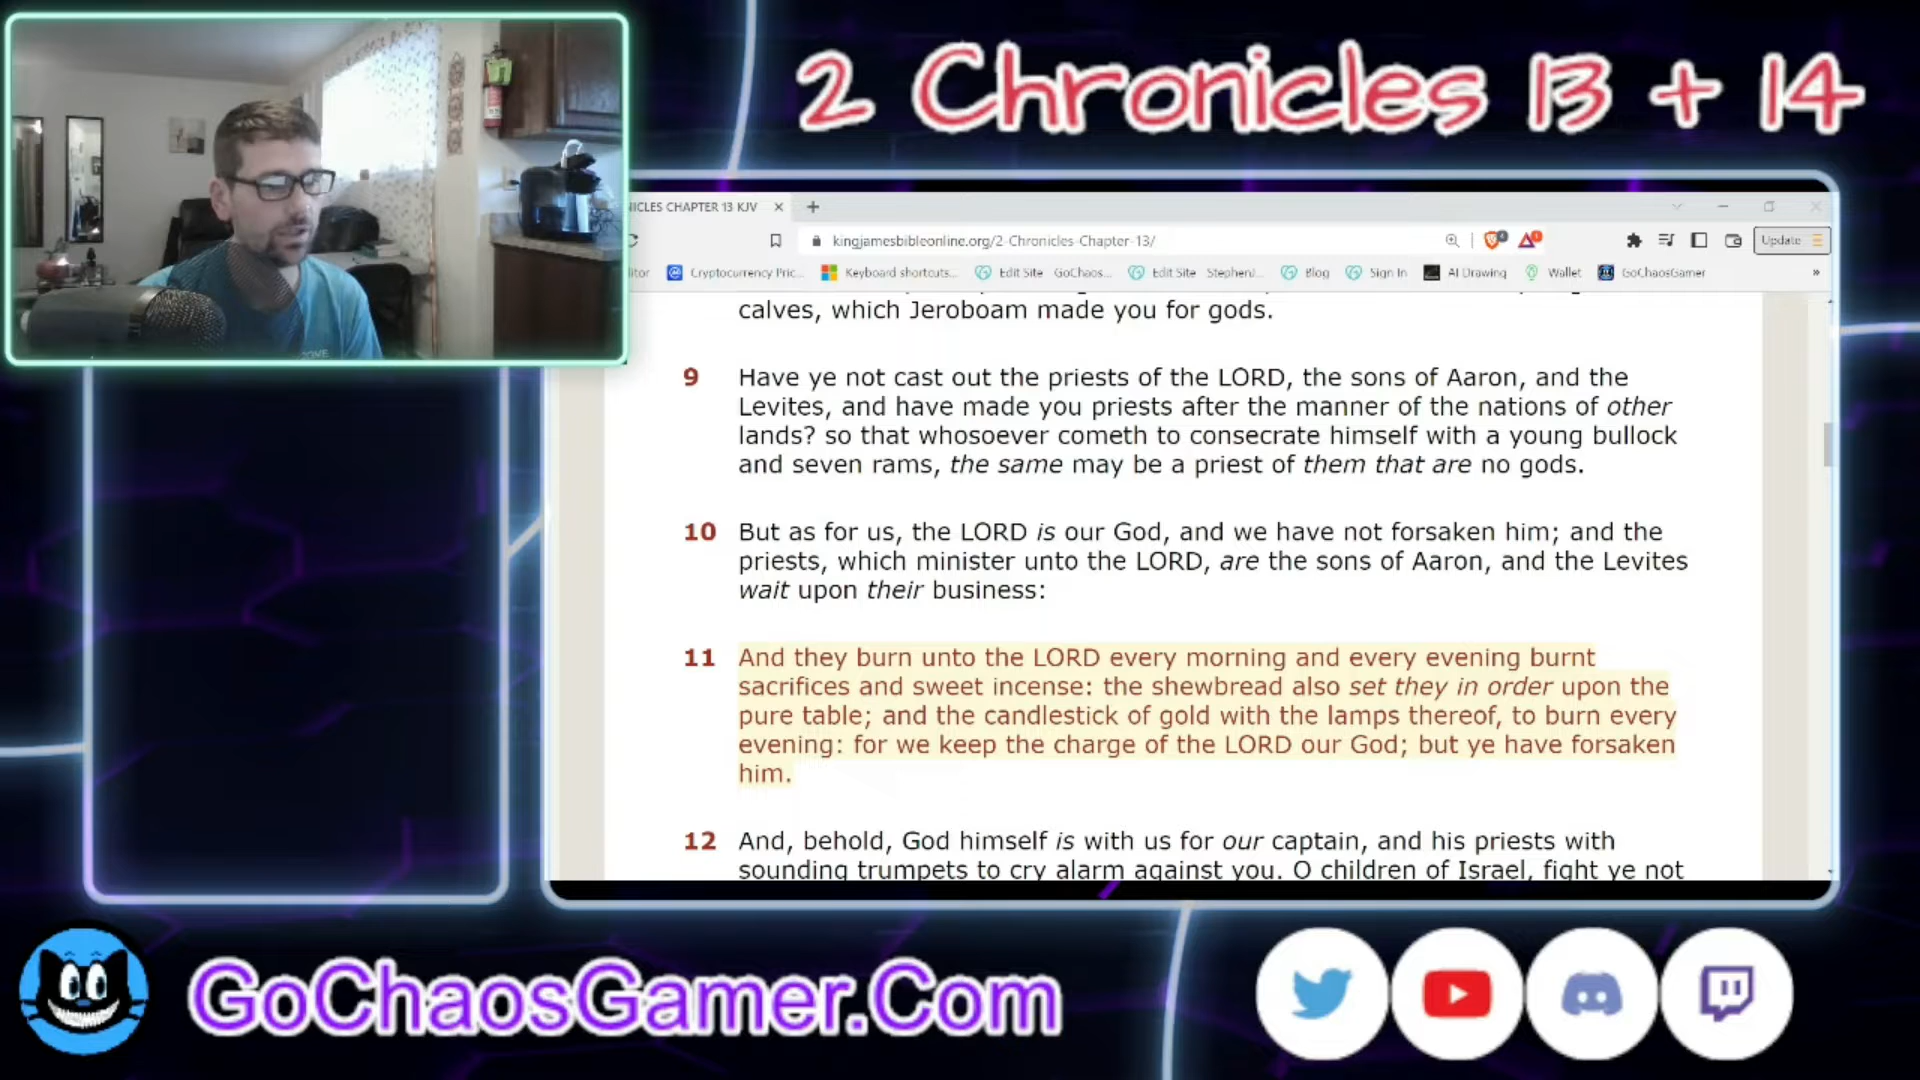 2 Chronicles 13 + 14
ICLES CHAPTER 13 KJV
kingjamesbibleonline.org/2-Chronicles-Chapter-13/
Update
itor Cryptocurrency Pric... Keyboard shortcuts... Edit Site GoChaos... Edit Site StephenJ... Blog Sign In AI Drawing Wallet GoChaosGamer »
calves, which Jeroboam made you for gods.
9 Have ye not cast out the priests of the LORD, the sons of Aaron, and the
Levites, and have made you priests after the manner of the nations of other
lands? so that whosoever cometh to consecrate himself with a young bullock
and seven rams, the same may be a priest of them that are no gods.
10 But as for us, the LORD is our God, and we have not forsaken him; and the
priests, which minister unto the LORD, are the sons of Aaron, and the Levites
wait upon their business:
11 And they burn unto the LORD every morning and every evening burnt
sacrifices and sweet incense: the shewbread also set they in order upon the
pure table; and the candlestick of gold with the lamps thereof, to burn every
evening: for we keep the charge of the LORD our God; but ye have forsaken
him.
12 And, behold, God himself is with us for our captain, and his priests with
sounding trumpets to cry alarm against you. O children of Israel, fight ye not
GoChaosGamer.Com